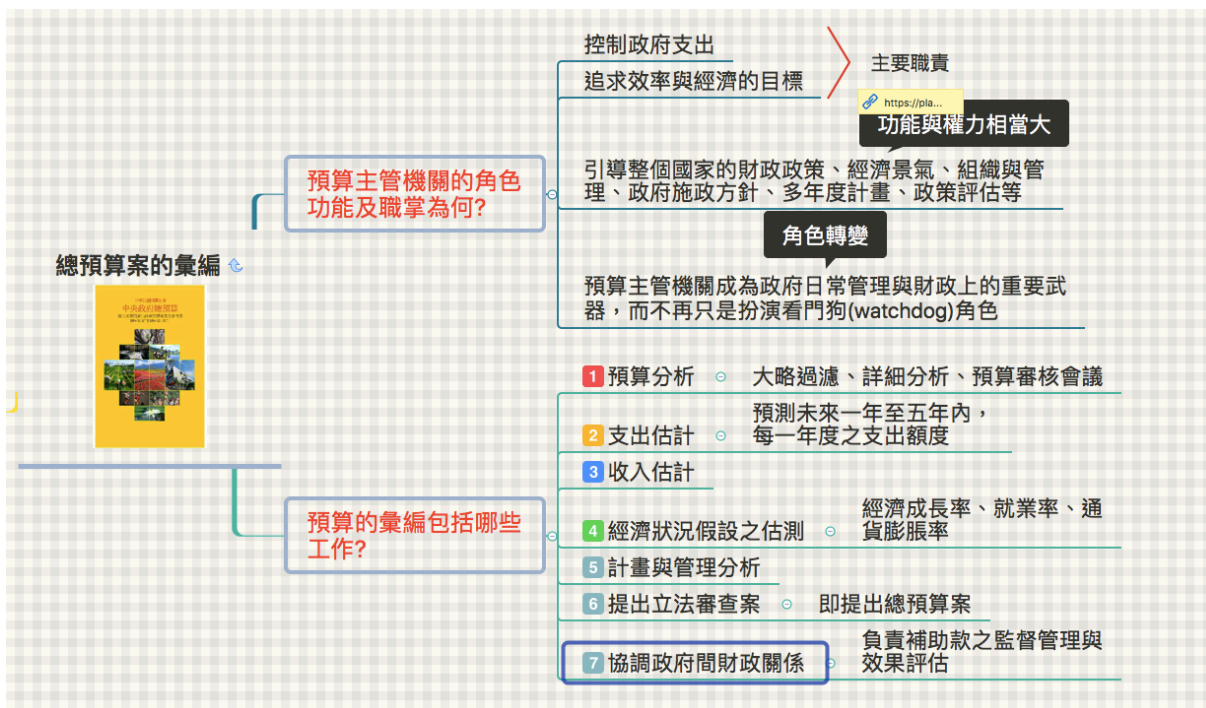 控制政府支出
主要職責
追求效率與經濟的目標
https://pla...
功能與權力相當大
引導整個國家的財政政策、經濟景氣、組織與管
理、政府施政方針、多年度計畫、政策評估等
預算主管機關的角色
功能及職掌為何?
角色轉變
預算主管機關成為政府日常管理與財政上的重要武
器，而不再只是扮演看門狗(watchdog)角色
總預算案的彙編
中央政府總預算
1 預算分析
大略過濾、詳細分析、預算審核會議
2 支出估計
預測未來一年至五年內，
每一年度之支出額度
3 收入估計
預算的彙編包括哪些
工作?
4 經濟狀況假設之估測
經濟成長率、就業率、通
貨膨脹率
5 計畫與管理分析
6 提出立法審查案
即提出總預算案
7 協調政府間財政關係
負責補助款之監督管理與
效果評估